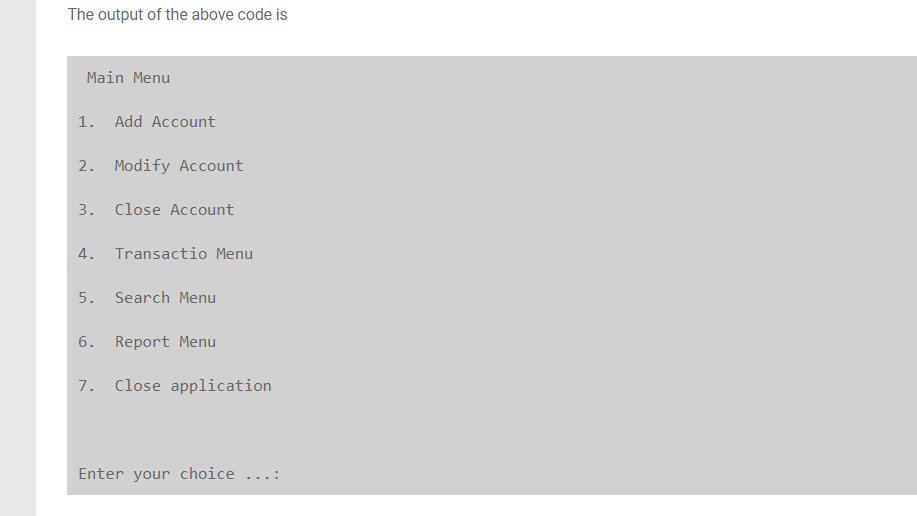 The output of the above code is
Main Menu
1.  Add Account
2.  Modify Account
3.  Close Account
4.  Transactio Menu
5.  Search Menu
6.  Report Menu
7.  Close application
Enter your choice ...: